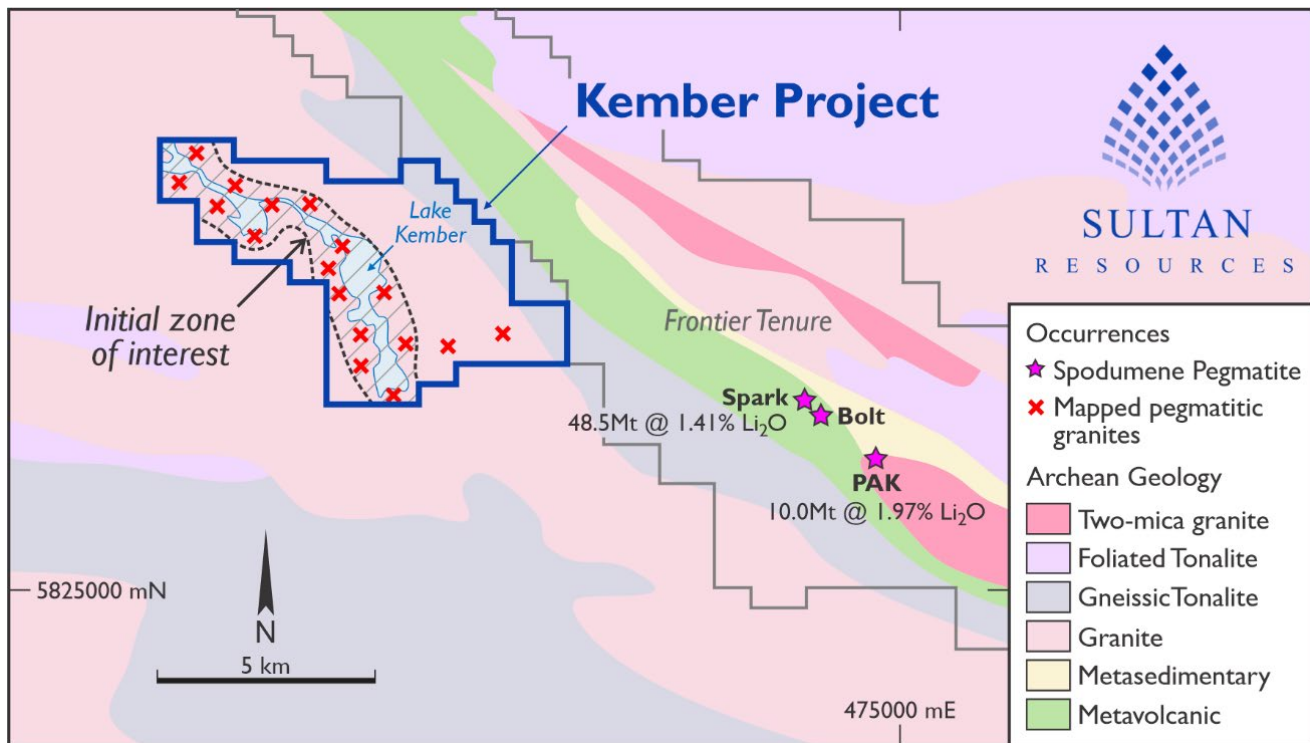 Kember Project
Lake
Kember
Initial zone
of interest
Frontier Tenure
Spark
48.5Mt @ 1.41% Li₂O
Bolt
PAK
10.0Mt @ 1.97% Li₂O
5825000 mN
N
5 km
475000 mE
SULTAN
RESOURCES
Occurrences
Spodumene Pegmatite
Mapped pegmatitic
granites
Archean Geology
Two-mica granite
Foliated Tonalite
Gneissic Tonalite
Granite
Metasedimentary
Metavolcanic